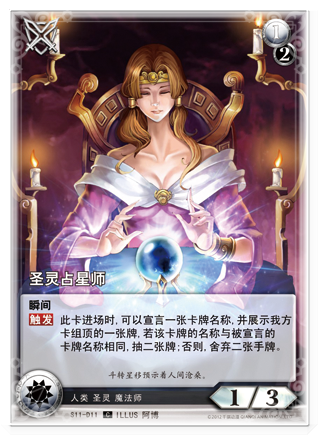 1
2
圣灵占星师
瞬间
触发 此卡进场时,可以宣言一张卡牌名称,并展示我方
卡组顶的一张牌,若该卡牌的名称与被宣言的
卡牌名称相同,抽二张牌;否则,舍弃二张手牌。
斗转星移预示着人间沧桑。
人类 圣灵 魔法师
1 / 3
S11-011 C ILLUS 阿博